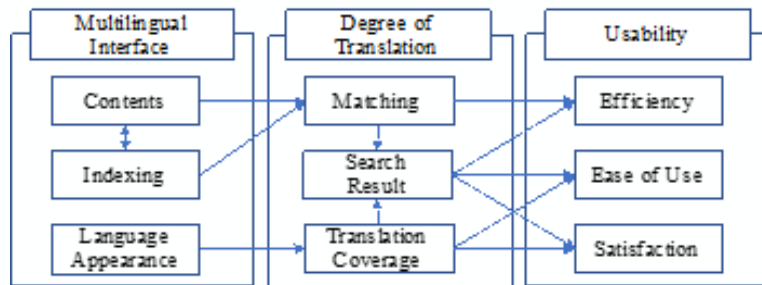 Multilingual
Interface
Degree of
Translation
Usability
Contents
Matching
Efficiency
Indexing
Search
Result
Ease of Use
Language
Appearance
Translation
Coverage
Satisfaction